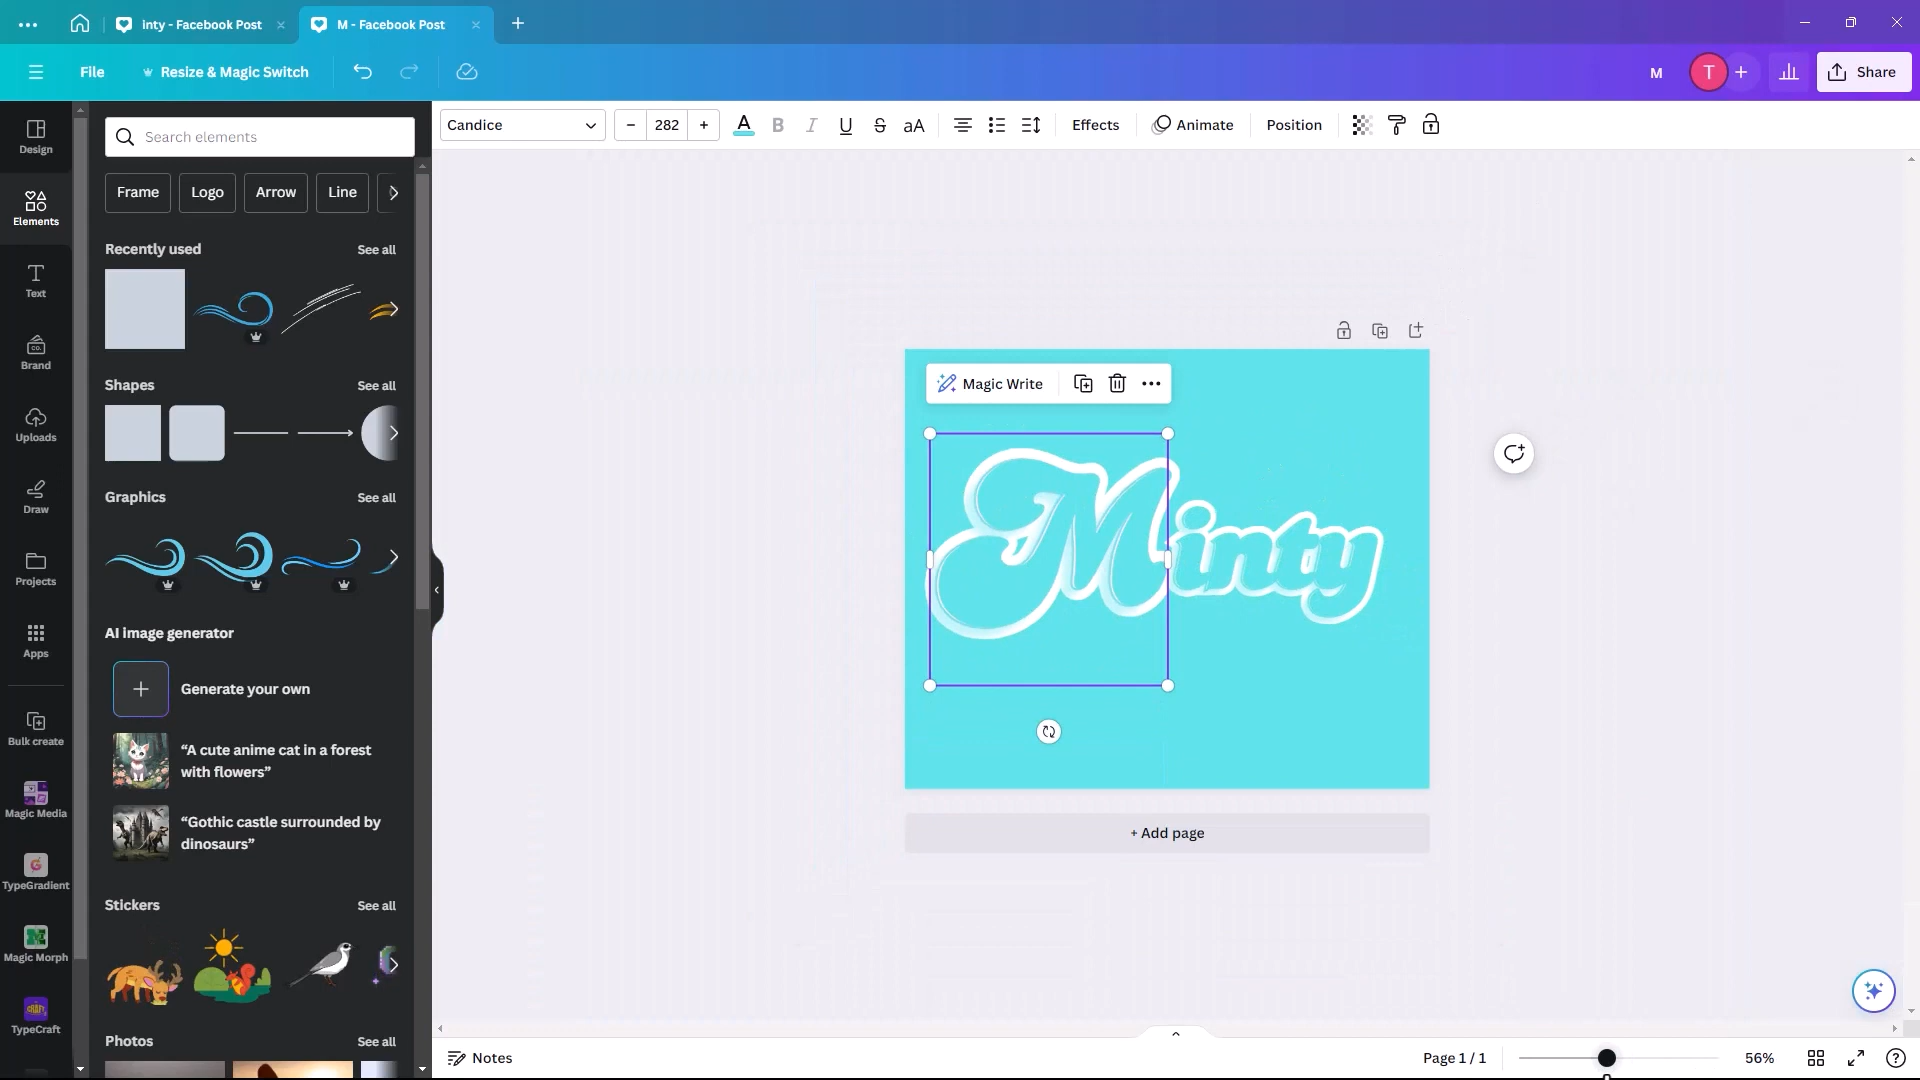 inty - Facebook Post
M - Facebook Post
File
Resize & Magic Switch
M
T
Share
Candice
282
A
B
I
U
S
aA
Effects
Animate
Position
Design
Elements
Text
Brand
Uploads
Draw
Projects
Apps
Bulk create
Magic Media
TypeGradient
Magic Morph
TypeCraft
Search elements
Frame
Logo
Arrow
Line
Recently used
See all
Shapes
See all
Graphics
See all
AI image generator
Generate your own
“A cute anime cat in a forest
with flowers”
“Gothic castle surrounded by
dinosaurs”
Stickers
See all
Photos
See all
Magic Write
Minty
+ Add page
Notes
Page 1 / 1
56%